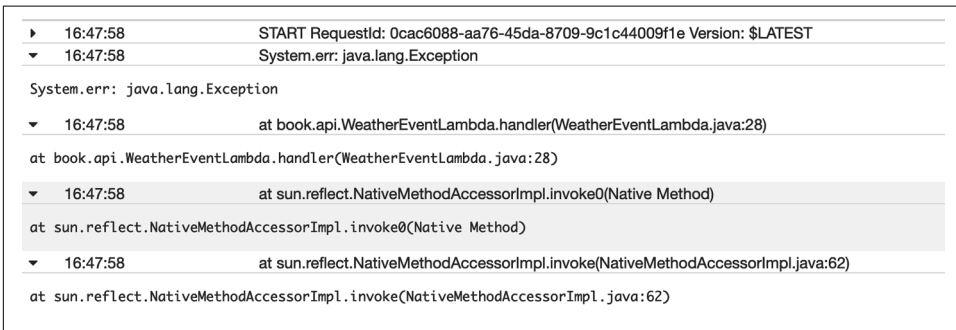 16:47:58 START RequestId: 0cac6088-aa76-45da-8709-9c1c44009f1e Version: $LATEST
16:47:58 System.err: java.lang.Exception
System.err: java.lang.Exception
16:47:58 at book.api.WeatherEventLambda.handler(WeatherEventLambda.java:28)
at book.api.WeatherEventLambda.handler(WeatherEventLambda.java:28)
16:47:58 at sun.reflect.NativeMethodAccessorImpl.invoke0(Native Method)
at sun.reflect.NativeMethodAccessorImpl.invoke0(Native Method)
16:47:58 at sun.reflect.NativeMethodAccessorImpl.invoke(NativeMethodAccessorImpl.java:62)
at sun.reflect.NativeMethodAccessorImpl.invoke(NativeMethodAccessorImpl.java:62)